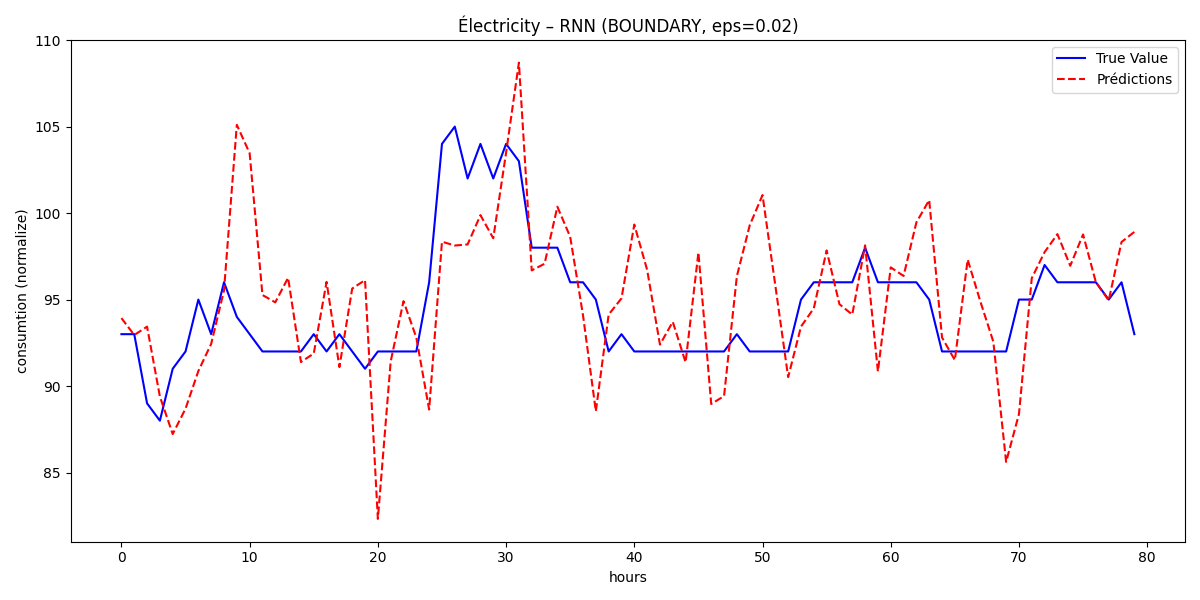 Électricity – RNN (BOUNDARY, eps=0.02)
True Value
Prédictions
110
105
100
95
90
85
consumtion (normalize)
0 10 20 30 40 50 60 70 80
hours